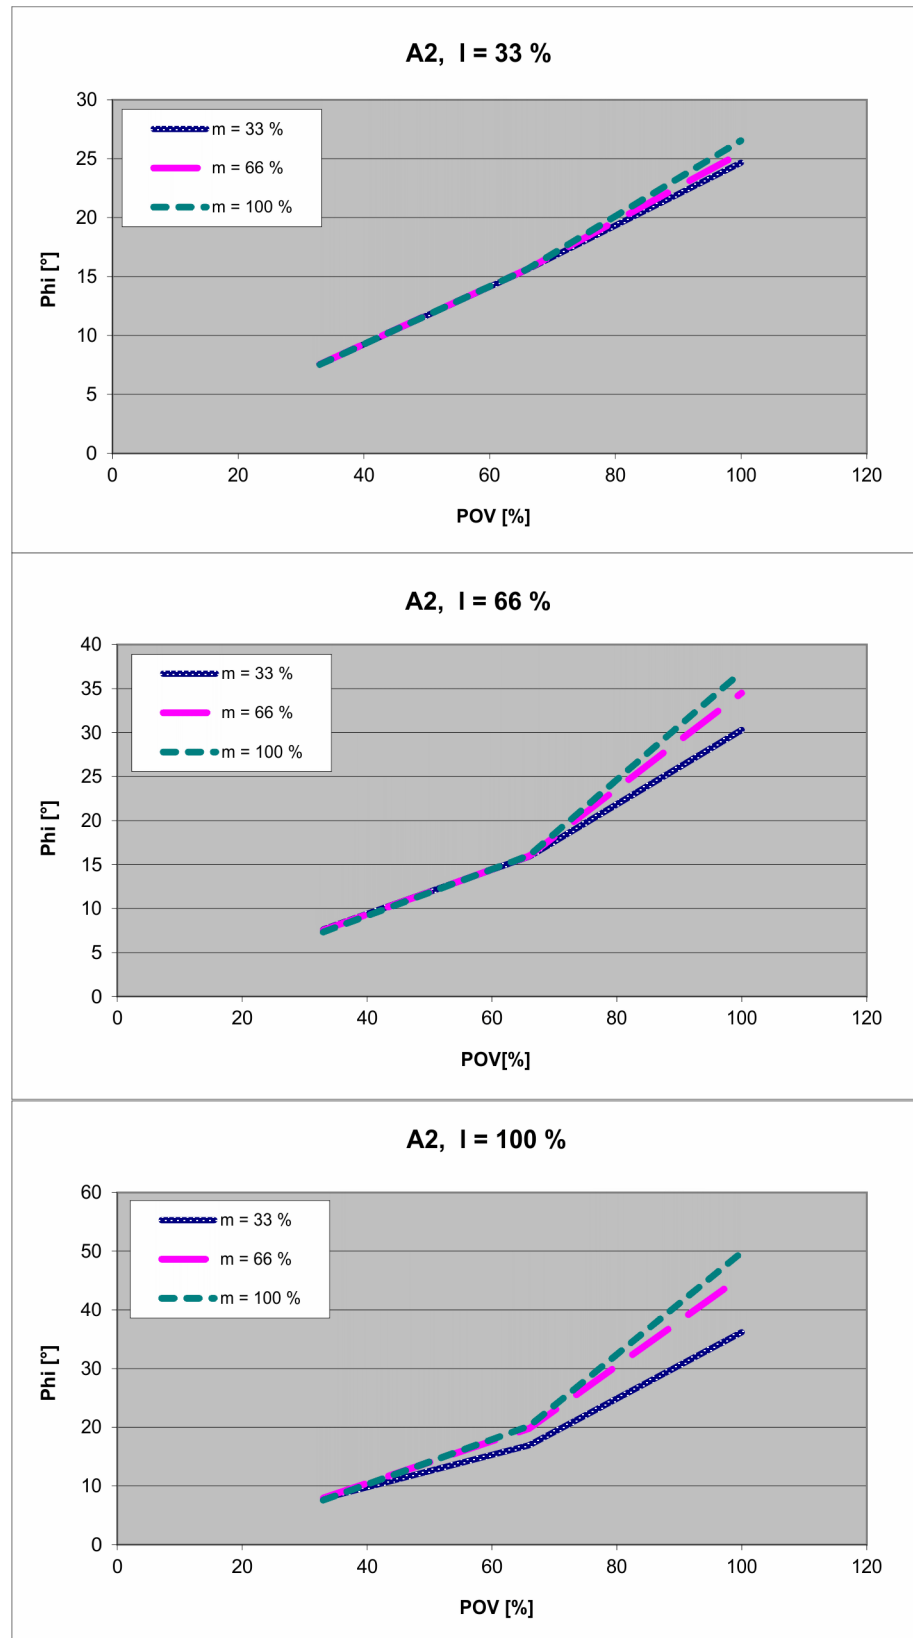 A2,  I = 33 %
30
25
20
15
10
5
0
m = 33 %
m = 66 %
m = 100 %
Phi [°]
0 20 40 60 80 100 120
POV [%]
A2,  I = 66 %
40
35
30
25
20
15
10
5
0
m = 33 %
m = 66 %
m = 100 %
Phi [°]
0 20 40 60 80 100 120
POV[%]
A2,  I = 100 %
60
50
40
30
20
10
0
m = 33 %
m = 66 %
m = 100 %
Phi [°]
0 20 40 60 80 100 120
POV [%]